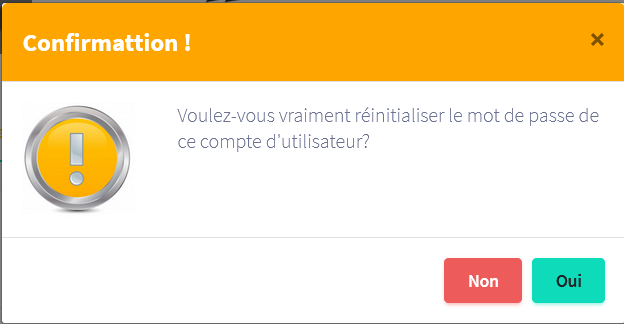 Confirmattion !
×
Voulez-vous vraiment réinitialiser le mot de passe de
ce compte d'utilisateur?
Non
Oui